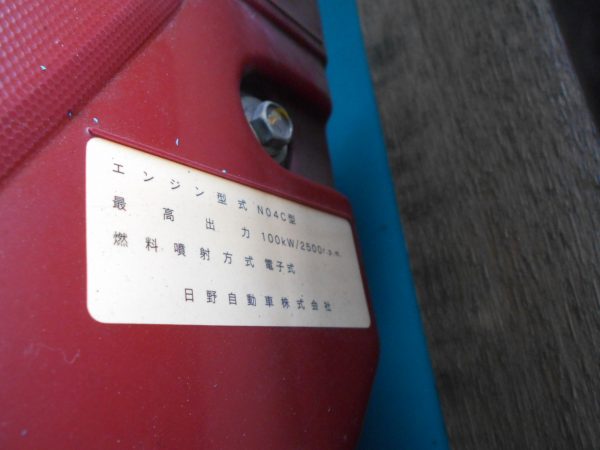 エンジン型式 N04C型
最高出力 100kW/2500r.p.m.
燃料噴射方式 電子式
日野自動車株式会社